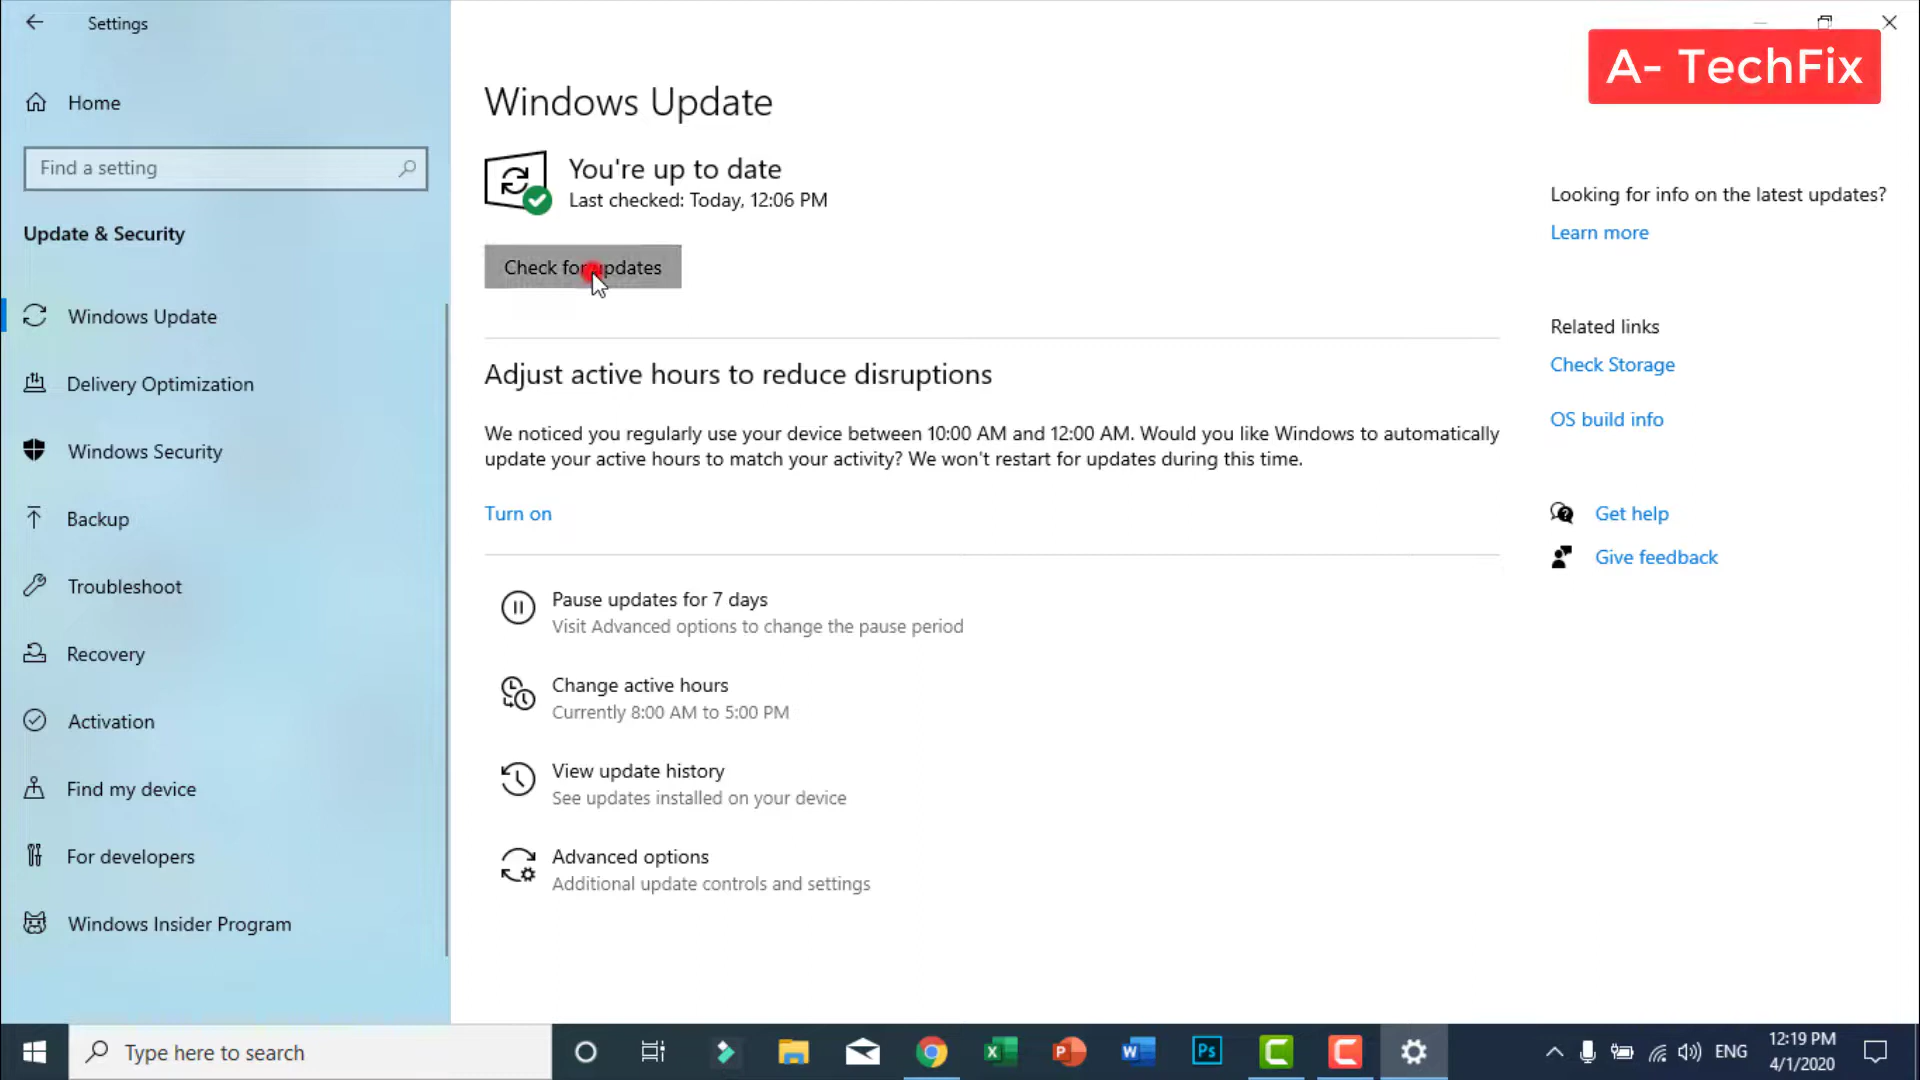 Settings
A- TechFix
Home
Find a setting
Update & Security
Windows Update
Delivery Optimization
Windows Security
Backup
Troubleshoot
Recovery
Activation
Find my device
For developers
Windows Insider Program
Windows Update
You're up to date
Last checked: Today, 12:06 PM
Check for updates
Adjust active hours to reduce disruptions
We noticed you regularly use your device between 10:00 AM and 12:00 AM. Would you like Windows to automatically
update your active hours to match your activity? We won't restart for updates during this time.
Turn on
Pause updates for 7 days
Visit Advanced options to change the pause period
Change active hours
Currently 8:00 AM to 5:00 PM
View update history
See updates installed on your device
Advanced options
Additional update controls and settings
Looking for info on the latest updates?
Learn more
Related links
Check Storage
OS build info
Get help
Give feedback
Type here to search
Ps
ENG
12:19 PM
4/1/2020